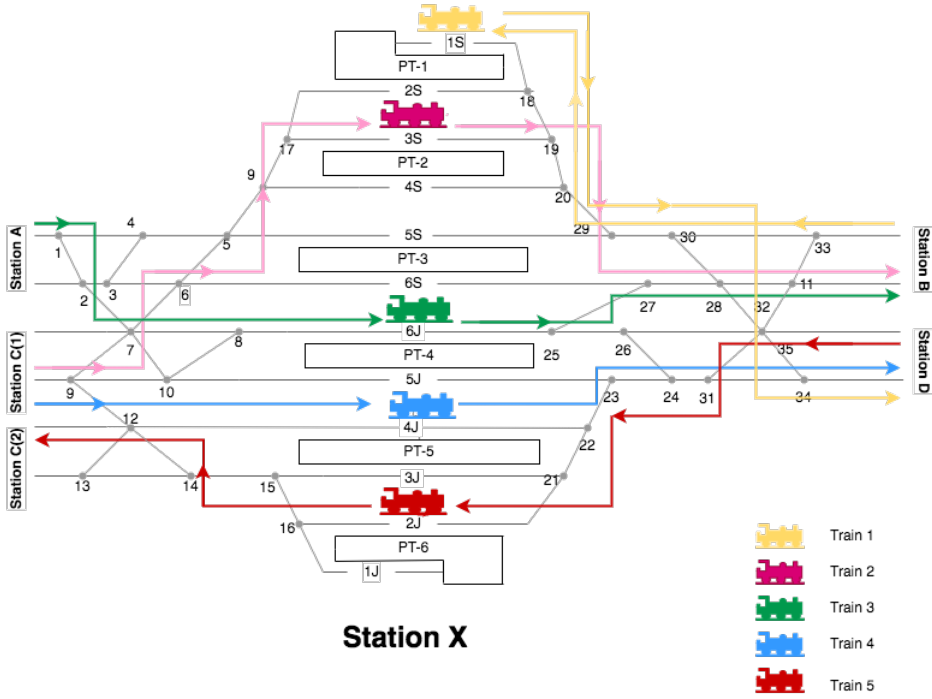 1S
PT-1
2S
18
3S
17
19
PT-2
9
4S
20
4
29
Station A
5S
30
33
Station B
1
5
PT-3
6S
2
3
6
27
28
32
11
6J
7
8
25
26
35
Station C(1)
PT-4
Station D
5J
9
10
23
24
31
34
12
4J
22
Station C(2)
PT-5
3J
13
14
15
21
2J
16
PT-6
1J
Station X
Train 1
Train 2
Train 3
Train 4
Train 5